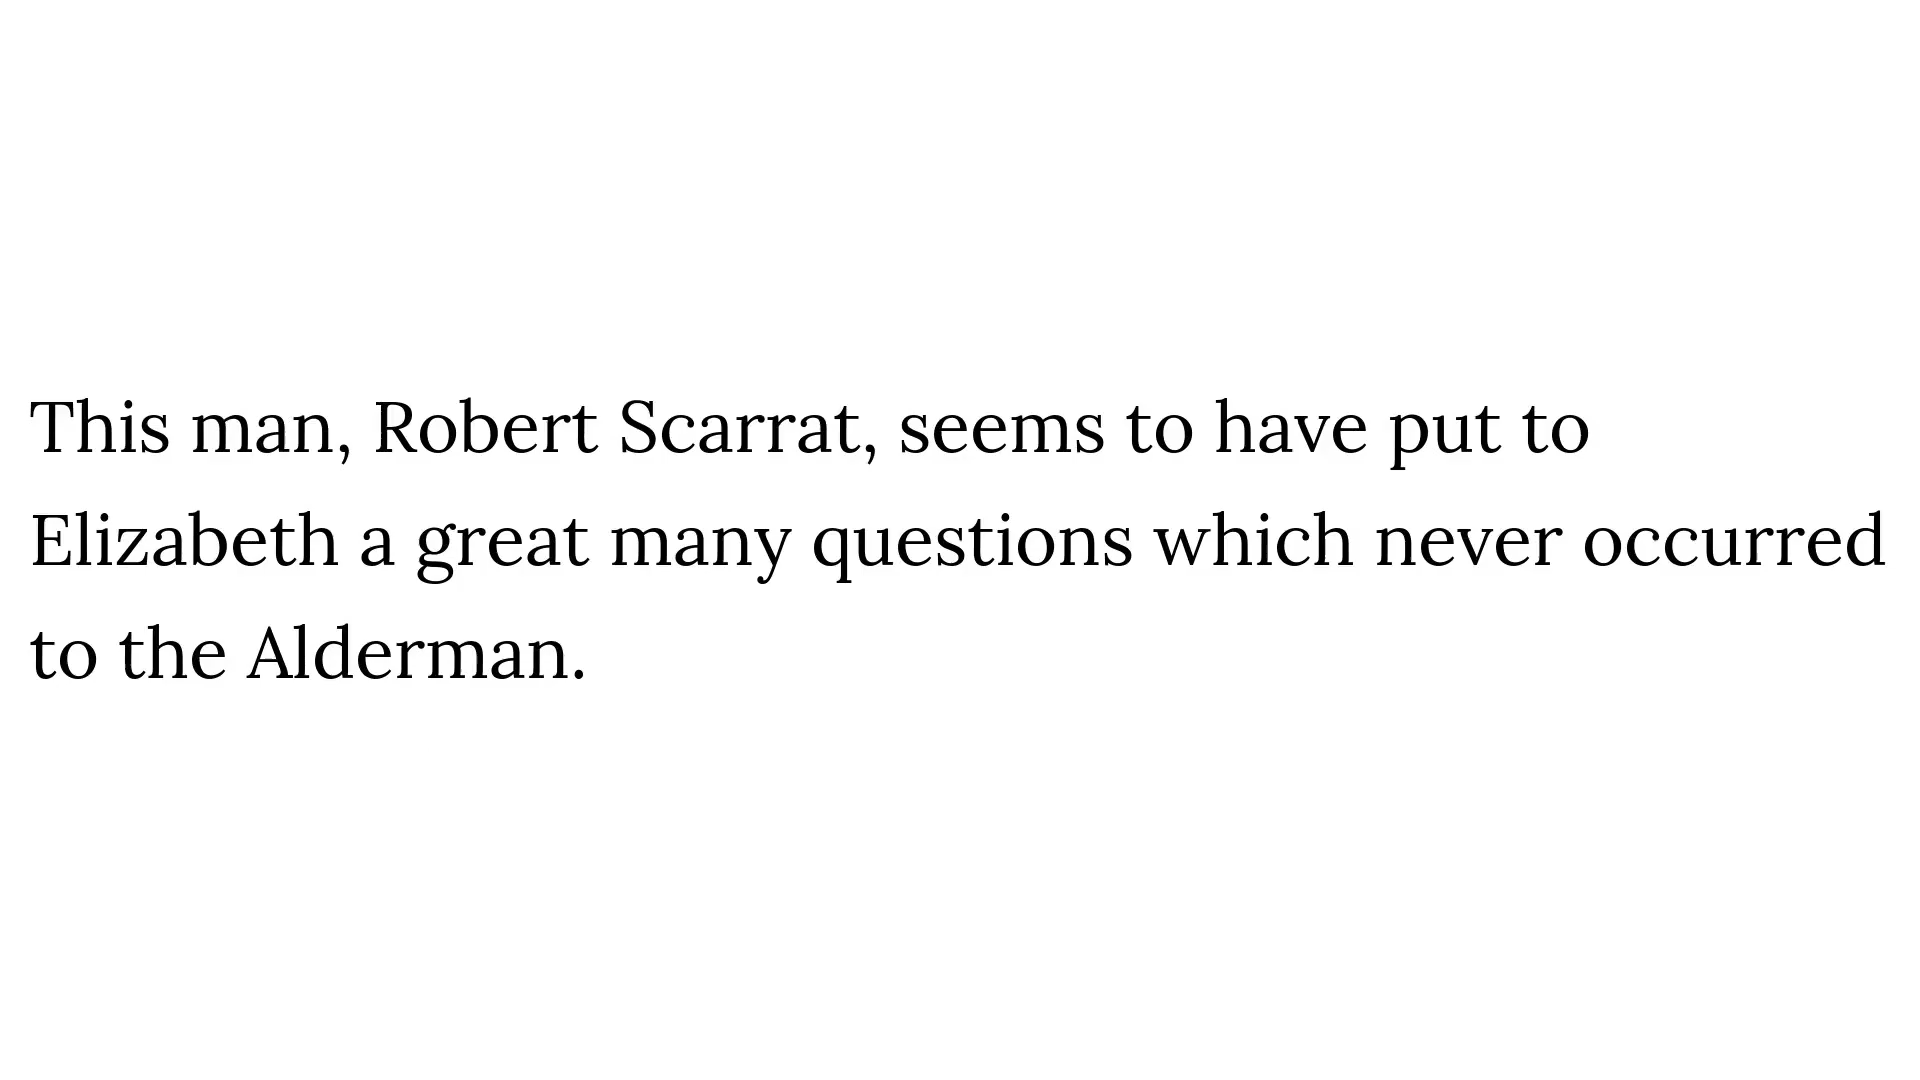 This man, Robert Scarrat, seems to have put to
Elizabeth a great many questions which never occurred
to the Alderman.